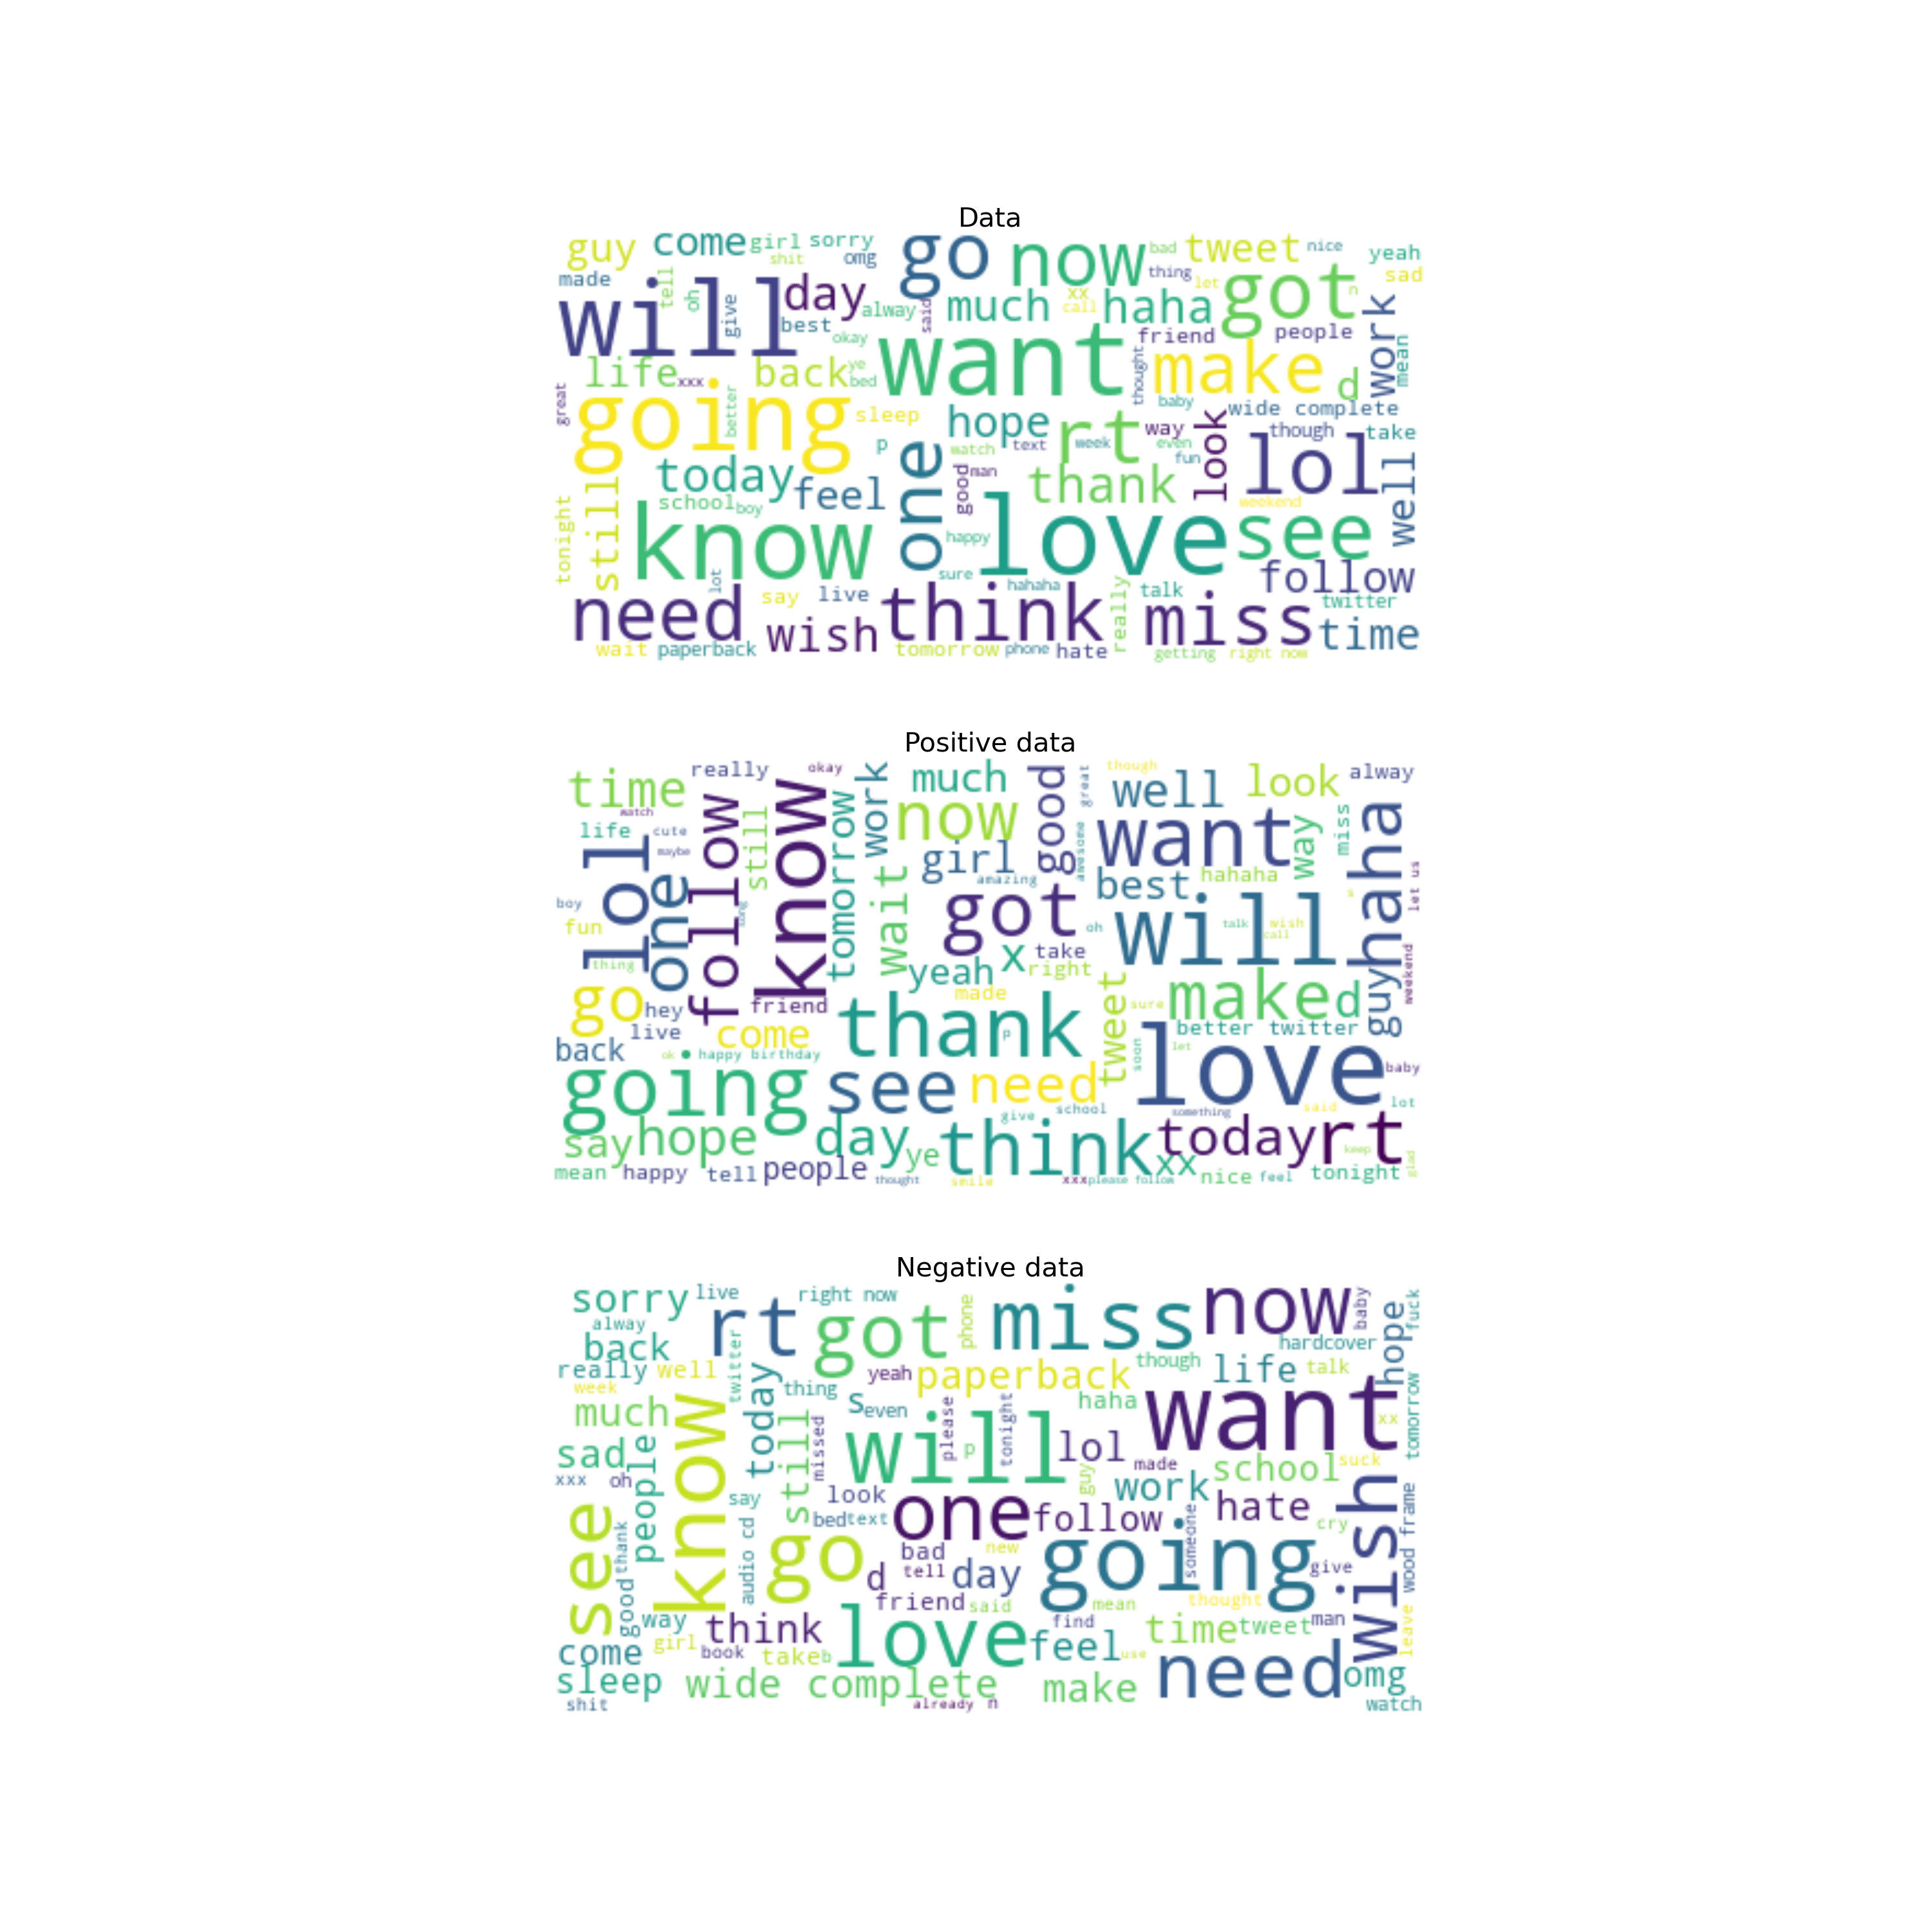 Data
guy come girl sorry go now bad tweet nice yeah
shit omg thing sad
made tell oh will give day alway said much xx call haha let got n
best okay friend people work mean
life xxx back ye bed want thought make d
great going better sleep baby wide complete
hope rt way look though take
p one watch text week even fun lol well
today feel good man thank weekend
tonight still school boy know happy love see
lot sure hahaha follow
need say live think really talk miss twitter
wish time
wait paperback tomorrow phone hate getting right now
Positive data
time really okay work much good great though well look alway
watch now
life cute lol follow still know tomorrow girl awesome want way miss haha
maybe one amazing best hahaha let us
boy wait got will talk wish s
fun song oh call
thing yeah x take right weekend
go hey friend made tweet sure make d guy
live come thank p better twitter
back ok happy birthday soon let love baby
going see need
give school something said lot
say hope day ye think today rt keep glad
mean happy tell people thought smile xxx please follow xx nice feel tonight
Negative data
sorry live right now phone miss now baby fuck
alway rt got hardcover hope
back twitter yeah paperback though life talk
really well today thing
week s even haha want xx tomorrow
much know still missed please tonight
sad people will p lol made school suck
xxx oh guy work
say look hate wish wood frame
see thank audio cd bed text one follow someone cry
go bad new going give
good d tell day
friend said mean thought
way think love find time tweet man leave
come girl book take b feel use
sleep wide complete make need omg
shit already n watch